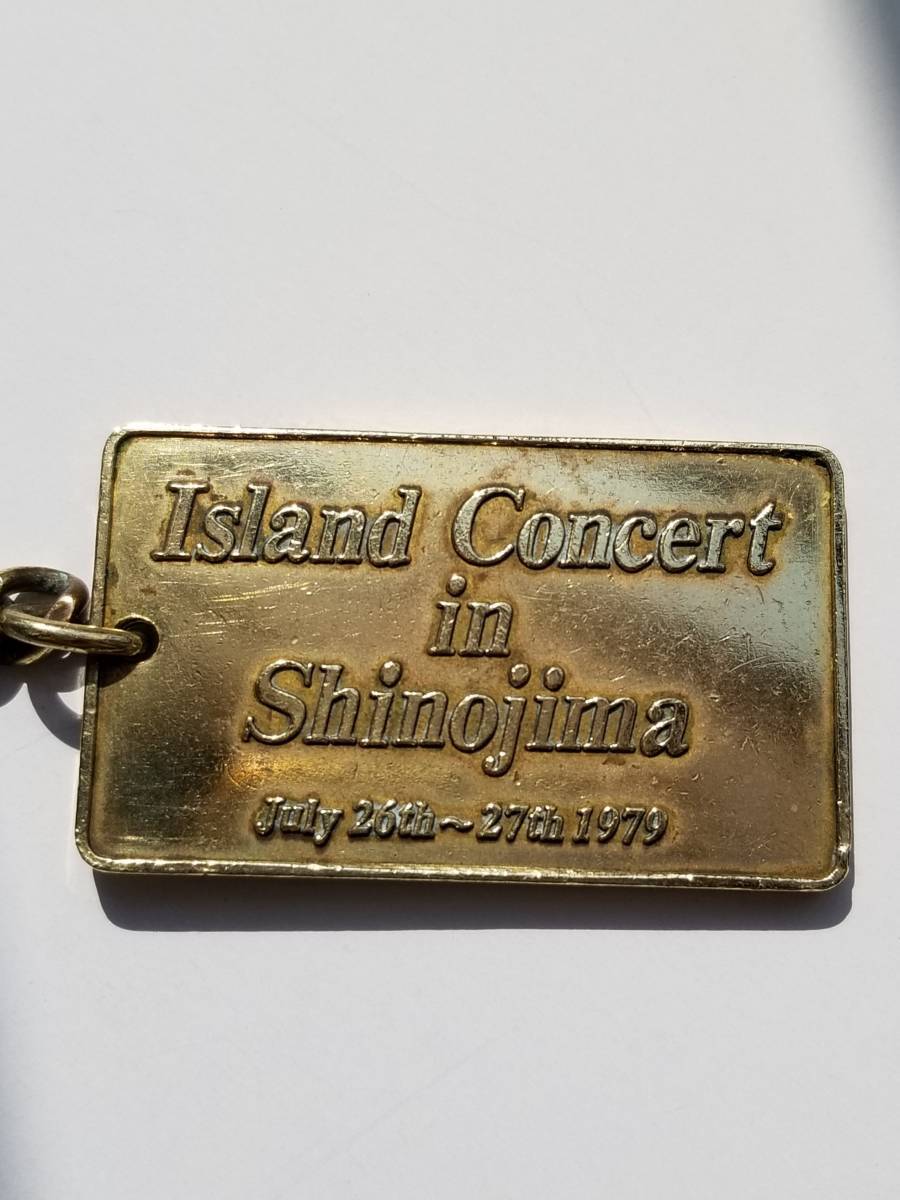 Island Concert
in
Shinojima
July 26th~27th 1979